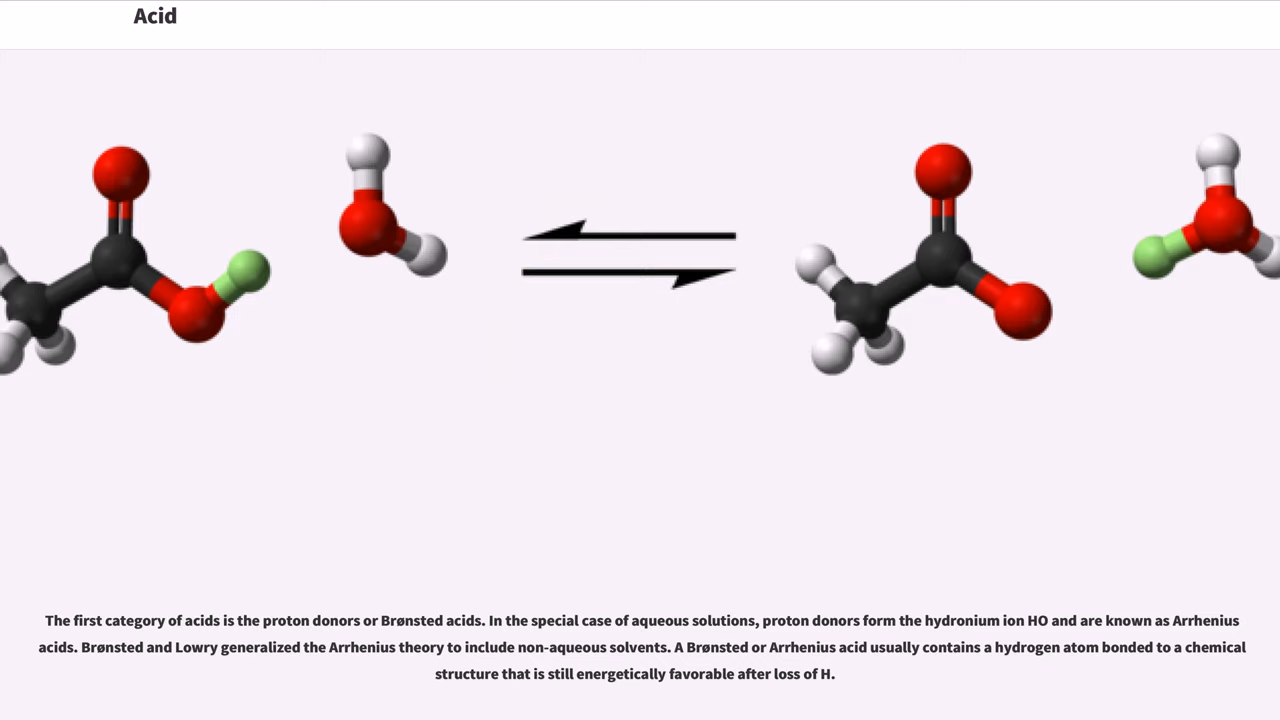 Acid
The first category of acids is the proton donors or Brønsted acids. In the special case of aqueous solutions, proton donors form the hydronium ion HO and are known as Arrhenius
acids. Brønsted and Lowry generalized the Arrhenius theory to include non-aqueous solvents. A Brønsted or Arrhenius acid usually contains a hydrogen atom bonded to a chemical
structure that is still energetically favorable after loss of H.